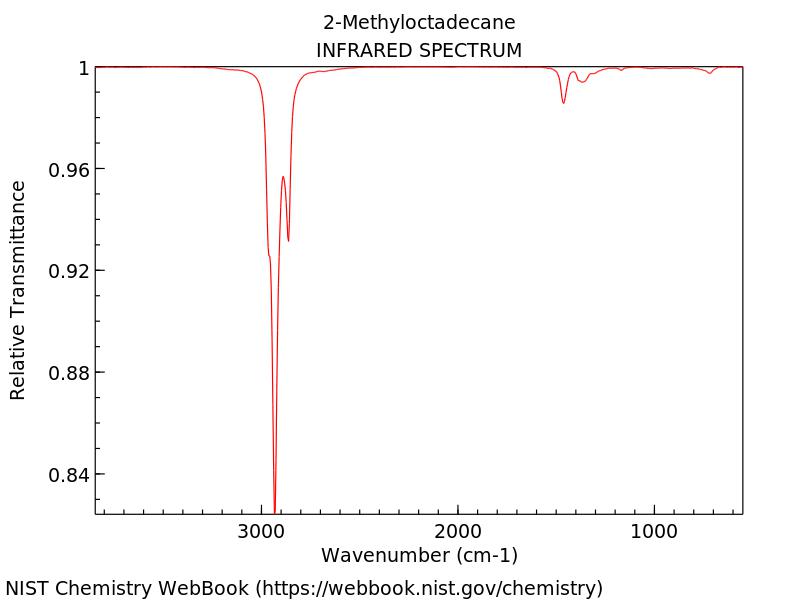 2-Methyloctadecane
INFRARED SPECTRUM
1
0.96
0.92
0.88
0.84
Relative Transmittance
3000 2000 1000
Wavenumber (cm-1)
NIST Chemistry WebBook (https://webbook.nist.gov/chemistry)